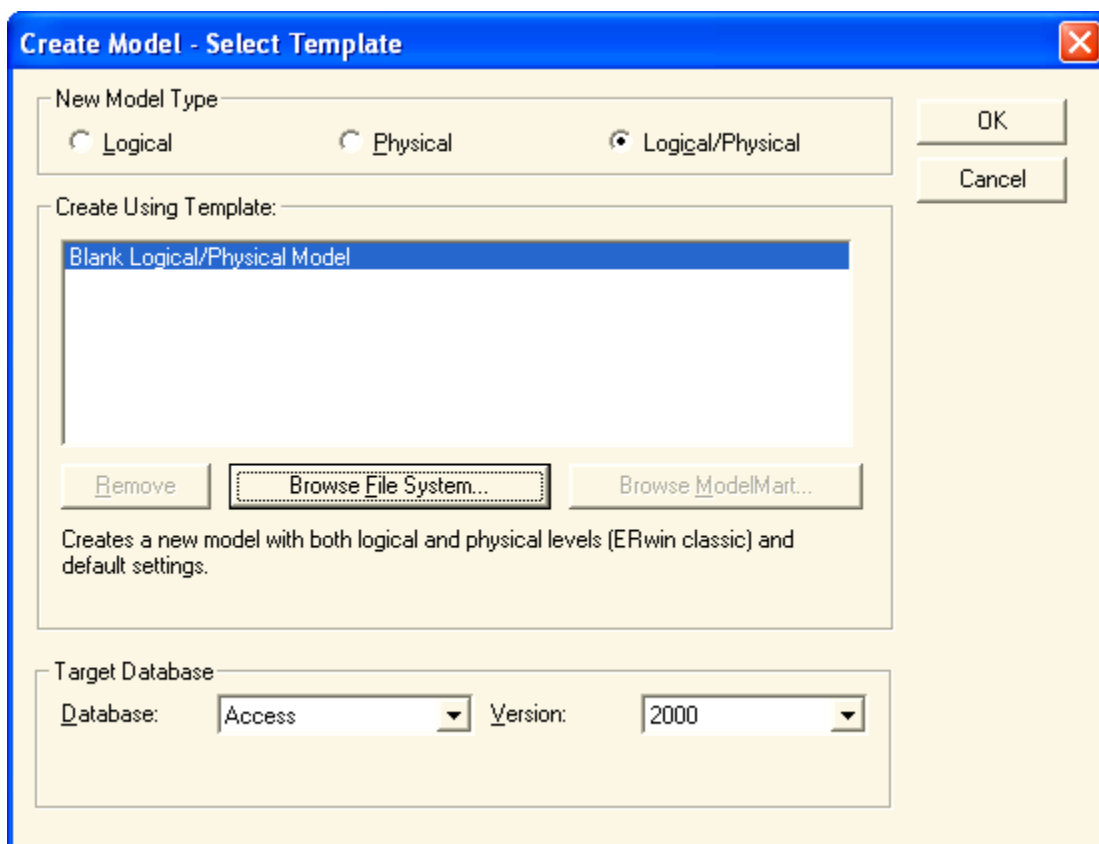 Create Model - Select Template
New Model Type
Logical
Physical
Logical/Physical
OK
Cancel
Create Using Template:
Blank Logical/Physical Model
Remove
Browse File System...
Browse ModelMart...
Creates a new model with both logical and physical levels (ERwin classic) and
default settings.
Target Database
Database:
Access
Version:
2000